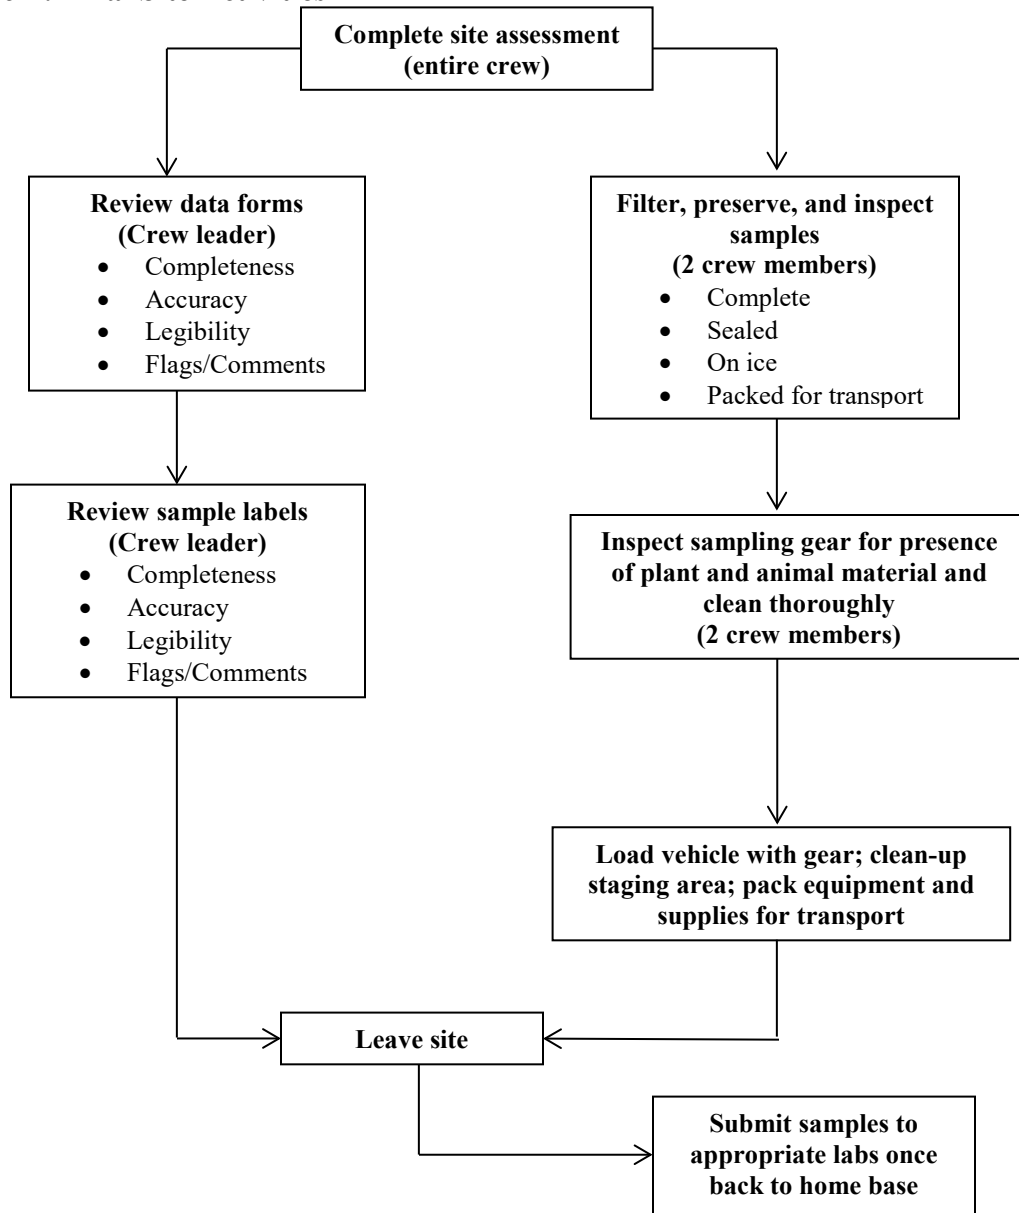 Complete site assessment
(entire crew)
Review data forms
(Crew leader)
• Completeness
• Accuracy
• Legibility
• Flags/Comments
Filter, preserve, and inspect
samples
(2 crew members)
• Complete
• Sealed
• On ice
• Packed for transport
Review sample labels
(Crew leader)
• Completeness
• Accuracy
• Legibility
• Flags/Comments
Inspect sampling gear for presence
of plant and animal material and
clean thoroughly
(2 crew members)
Load vehicle with gear; clean-up
staging area; pack equipment and
supplies for transport
Leave site
Submit samples to
appropriate labs once
back to home base